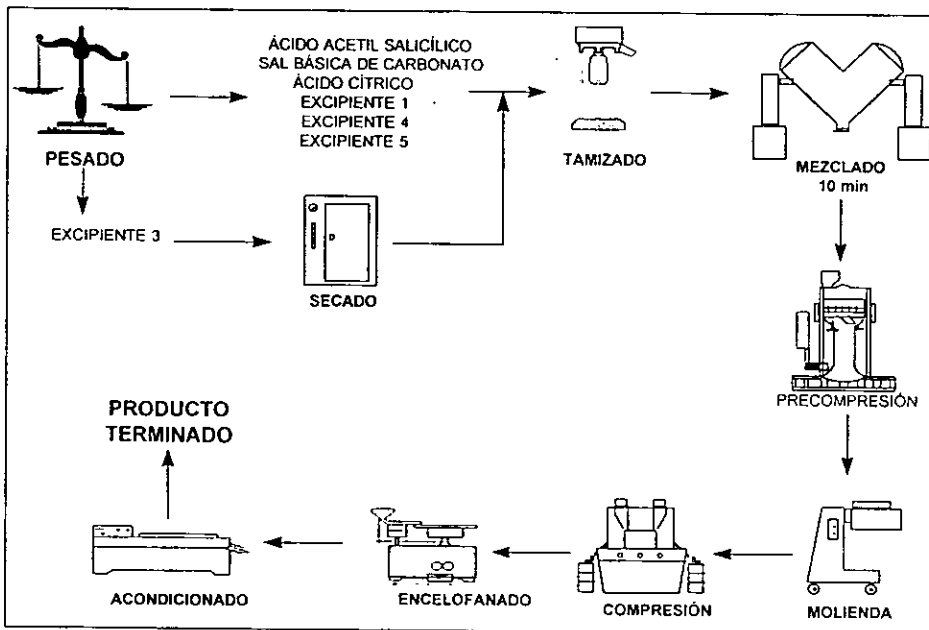 PESADO
ÁCIDO ACETIL SALICÍLICO
SAL BÁSICA DE CARBONATO
ÁCIDO CÍTRICO
EXCIPIENTE 1
EXCIPIENTE 4
EXCIPIENTE 5
TAMIZADO
MEZCLADO
10 min
EXCIPIENTE 3
SECADO
PRECOMPRESIÓN
MOLIENDA
COMPRESIÓN
ENCELOFANADO
ACONDICIONADO
PRODUCTO
TERMINADO